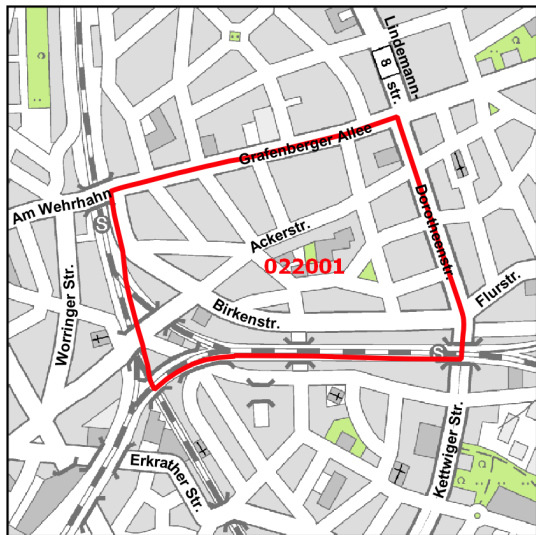 Lindemann-
str.
8
Grafenberger Allee
Am Wehrhahn
S
Dorotheenstr.
Ackerstr.
022001
Worringer Str.
Birkenstr.
Flurstr.
S
Kettwiger Str.
Erkrather
Str.